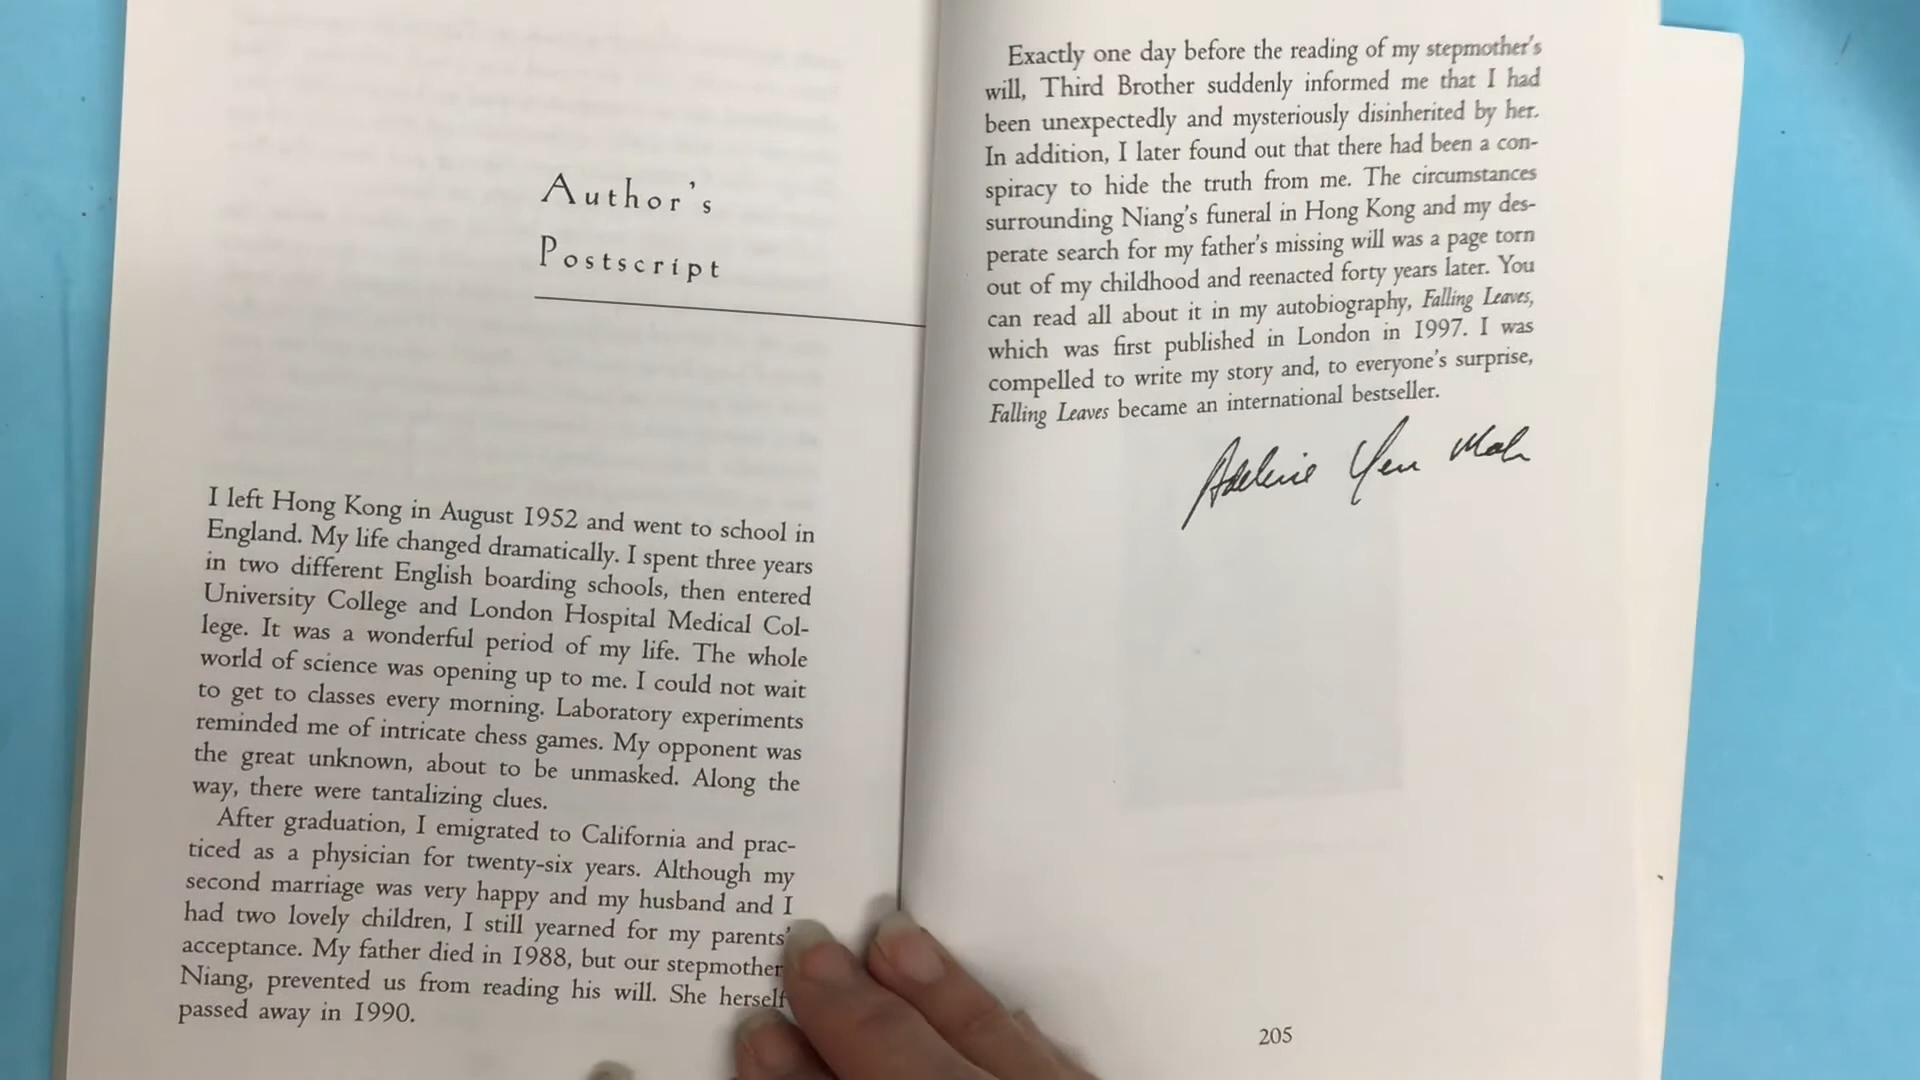 Author's
Postscript
I left Hong Kong in August 1952 and went to school in
England. My life changed dramatically. I spent three years
in two different English boarding schools, then entered
University College and London Hospital Medical Col-
lege. It was a wonderful period of my life. The whole
world of science was opening up to me. I could not wait
to get to classes every morning. Laboratory experiments
reminded me of intricate chess games. My opponent was
the great unknown, about to be unmasked. Along the
way, there were tantalizing clues.
After graduation, I emigrated to California and prac-
ticed as a physician for twenty-six years. Although my
second marriage was very happy and my husband and I
had two lovely children, I still yearned for my parents'
acceptance. My father died in 1988, but our stepmother
Niang, prevented us from reading his will. She herself
passed away in 1990.
Exactly one day before the reading of my stepmother's
will, Third Brother suddenly informed me that I had
been unexpectedly and mysteriously disinherited by her.
In addition, I later found out that there had been a con-
spiracy to hide the truth from me. The circumstances
surrounding Niang's funeral in Hong Kong and my des-
perate search for my father's missing will was a page torn
out of my childhood and reenacted forty years later. You
can read all about it in my autobiography, Falling Leaves,
which was first published in London in 1997. I was
compelled to write my story and, to everyone's surprise,
Falling Leaves became an international bestseller.
Adeline Yen Mah
205